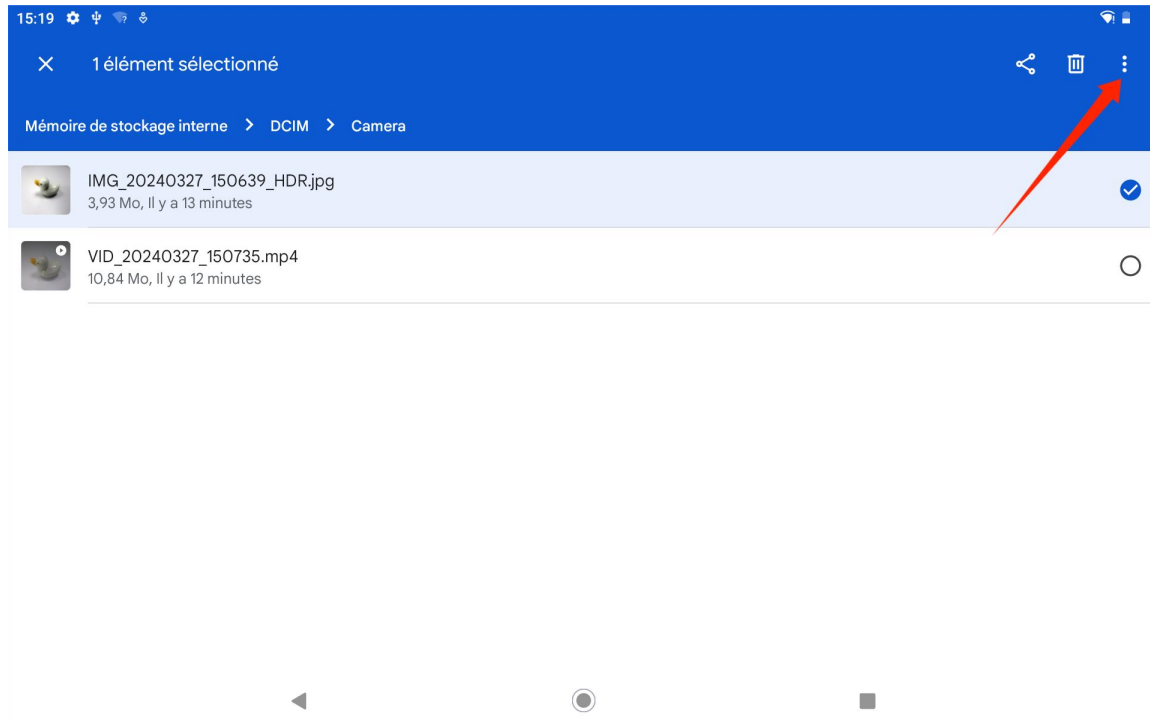 15:19
1 élément sélectionné
Mémoire de stockage interne > DCIM > Camera
IMG_20240327_150639_HDR.jpg
3,93 Mo, Il y a 13 minutes
VID_20240327_150735.mp4
10,84 Mo, Il y a 12 minutes